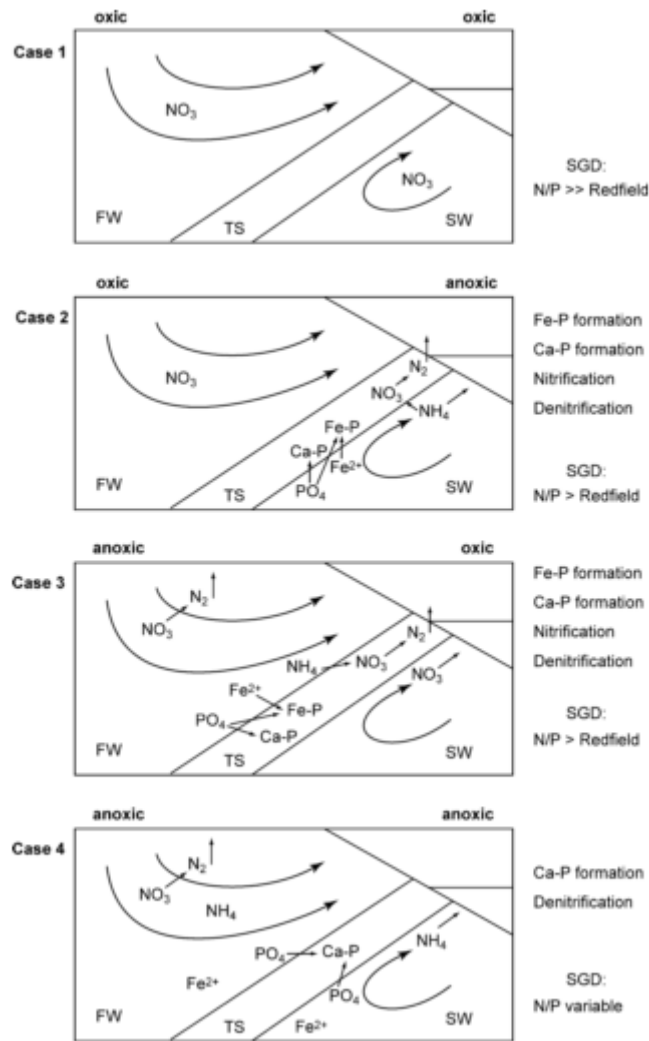 oxic oxic
Case 1
NO3
NO3
FW TS SW
SGD:
N/P >> Redfield
oxic anoxic
Case 2
NO3
N2
NO3
NH4
Fe-P
Ca-P
Fe2+
PO4
FW TS SW
Fe-P formation
Ca-P formation
Nitrification
Denitrification
SGD:
N/P > Redfield
anoxic oxic
Case 3
N2
NO3
N2
NH4 NO3
NO3
Fe2+
PO4 Fe-P
Ca-P
FW TS SW
Fe-P formation
Ca-P formation
Nitrification
Denitrification
SGD:
N/P > Redfield
anoxic anoxic
Case 4
N2
NO3
NH4
NH4
PO4 Ca-P
Fe2+
PO4
FW TS Fe2+ SW
Ca-P formation
Denitrification
SGD:
N/P variable